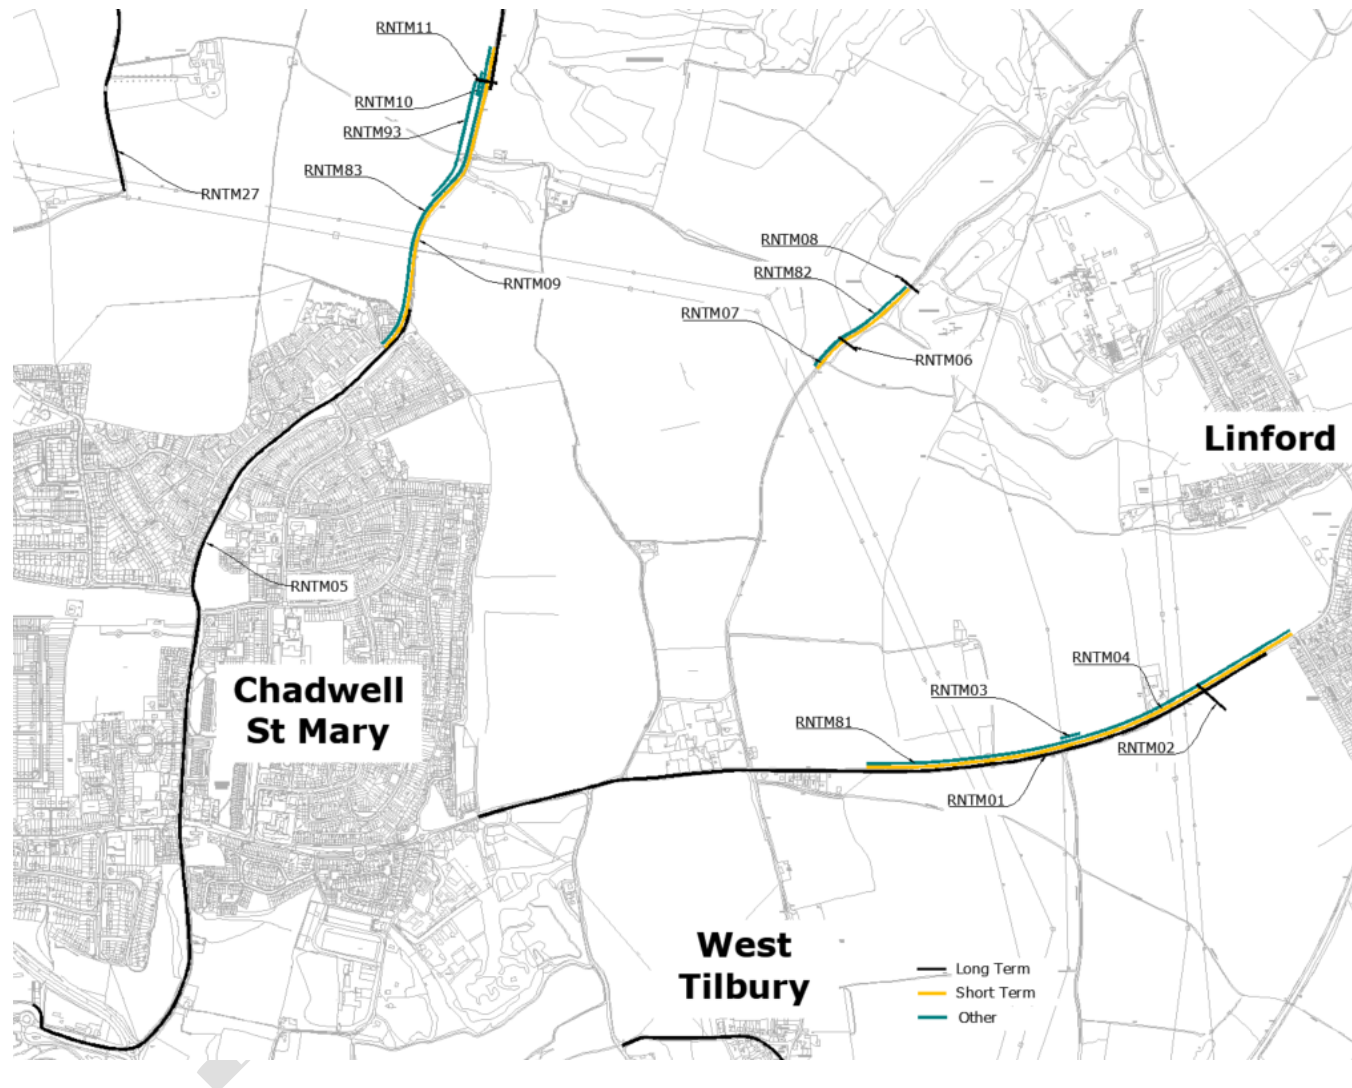 RNTM11
RNTM10
RNTM93
RNTM83
RNTM27
RNTM08
RNTM82
RNTM09
RNTM07
RNTM06
Linford
RNTM05
RNTM04
Chadwell
St Mary
RNTM03
RNTM81
RNTM02
RNTM01
West
Tilbury
Long Term
Short Term
Other